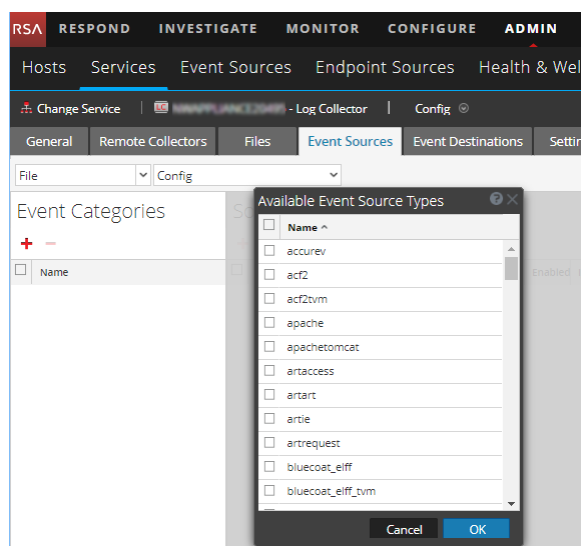 RSA RESPOND INVESTIGATE MONITOR CONFIGURE ADMIN
Hosts Services Event Sources Endpoint Sources Health & Wel
Change Service | LC - Log Collector | Config
General Remote Collectors Files Event Sources Event Destinations Settin
File Config
Event Categories
Available Event Source Types
Name
Name
Enabled
accurev
acf2
acf2tvm
apache
apachetomcat
artaccess
artart
artie
artrequest
bluecoat_elff
bluecoat_elff_tvm
Cancel OK